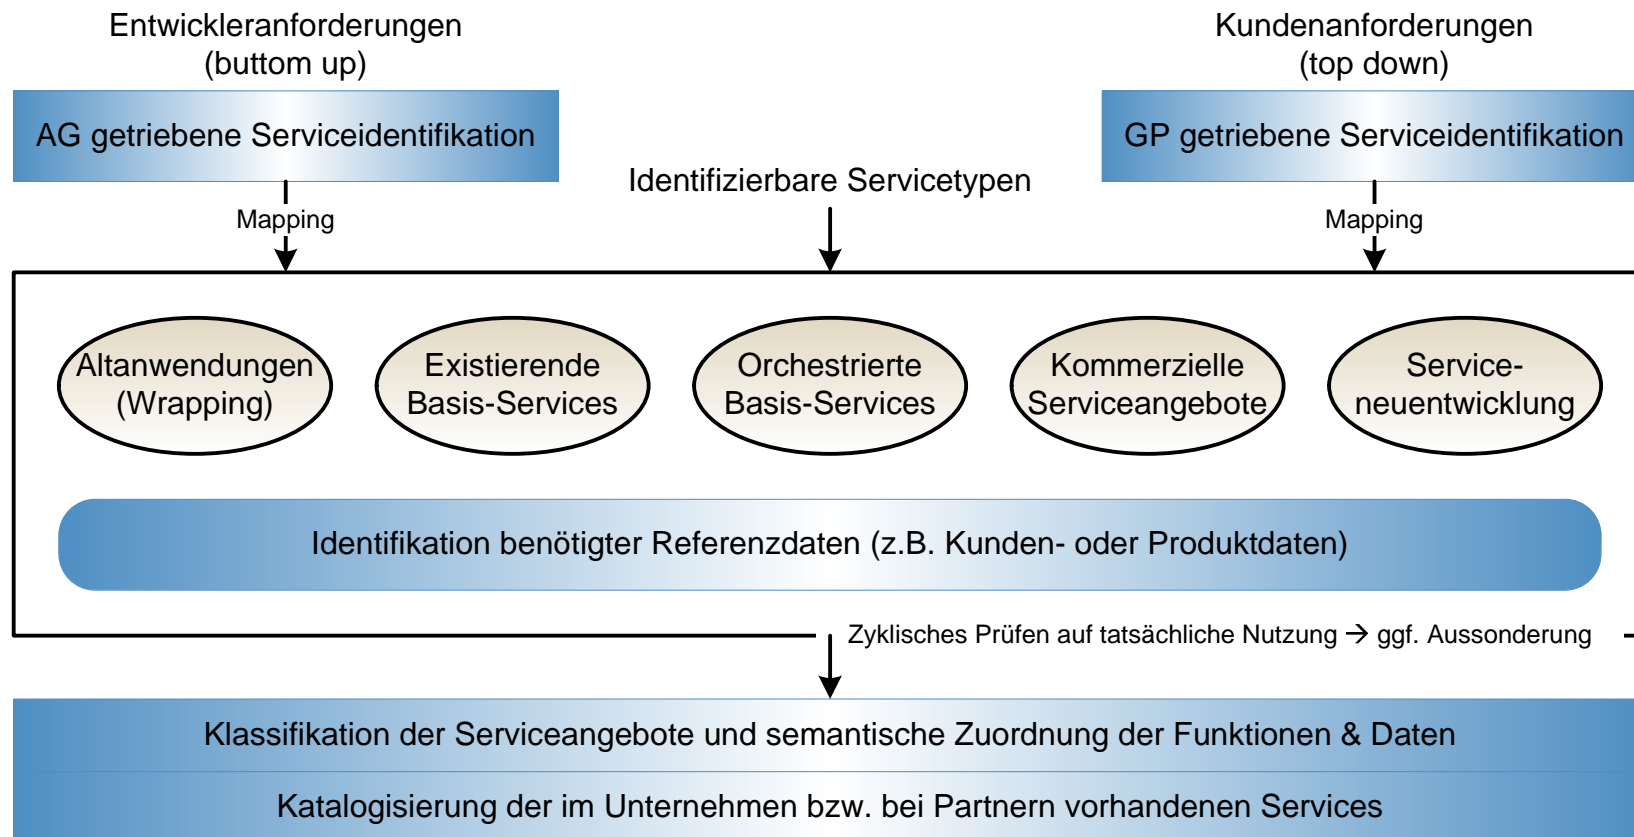 Entwickleranforderungen
(buttom up)
Kundenanforderungen
(top down)
AG getriebene Serviceidentifikation
GP getriebene Serviceidentifikation
Identifizierbare Servicetypen
Mapping
Mapping
Altanwendungen
(Wrapping)
Existierende
Basis-Services
Orchestrierte
Basis-Services
Kommerzielle
Serviceangebote
Service-
neuentwicklung
Identifikation benötigter Referenzdaten (z.B. Kunden- oder Produktdaten)
Zyklisches Prüfen auf tatsächliche Nutzung → ggf. Aussonderung
Klassifikation der Serviceangebote und semantische Zuordnung der Funktionen & Daten
Katalogisierung der im Unternehmen bzw. bei Partnern vorhandenen Services